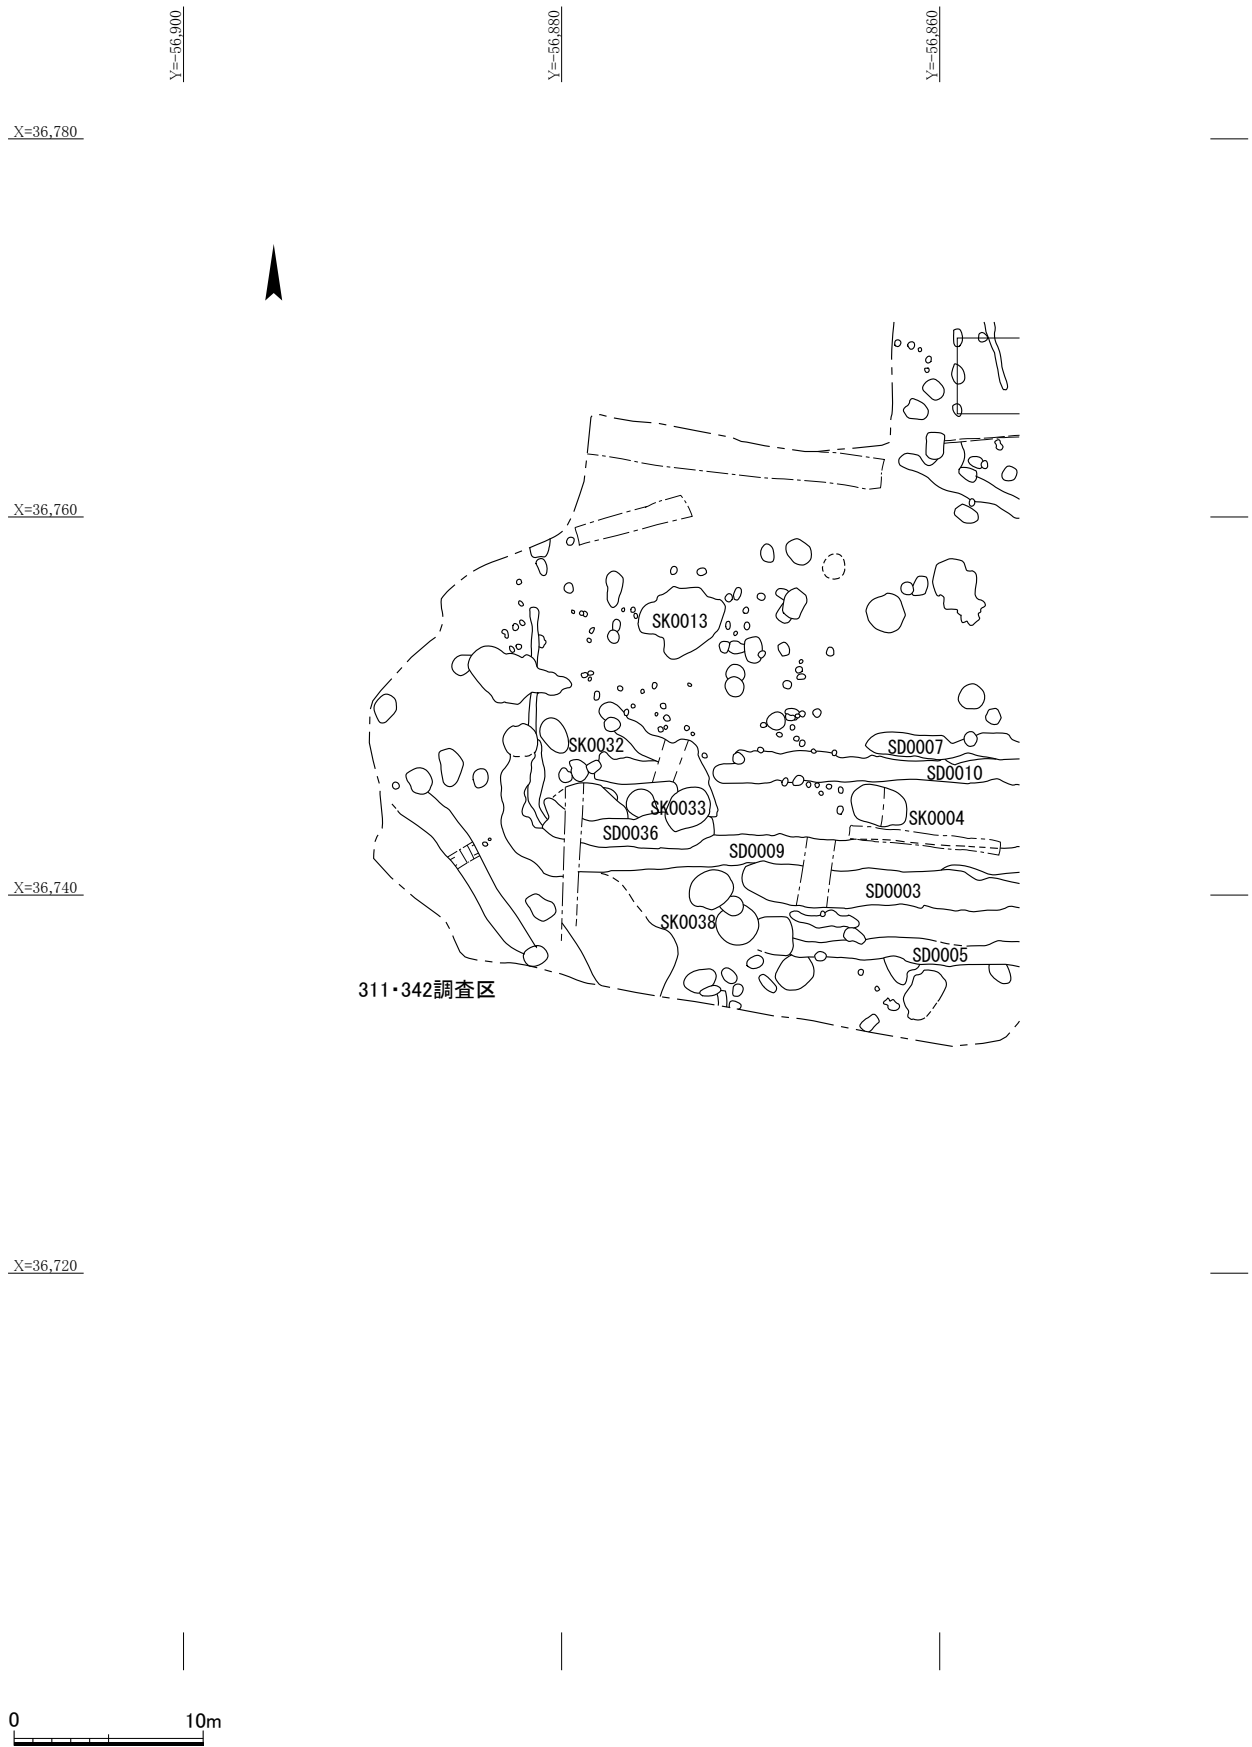 Y=-56,900
Y=-56,880
Y=-56,860
X=36,780
X=36,760
SK0013
SK0032
SD0007
SD0010
SK0033
SK0004
SD0036
SD0009
X=36,740
SD0003
SK0038
SD0005
311・342調査区
X=36,720
0 10m